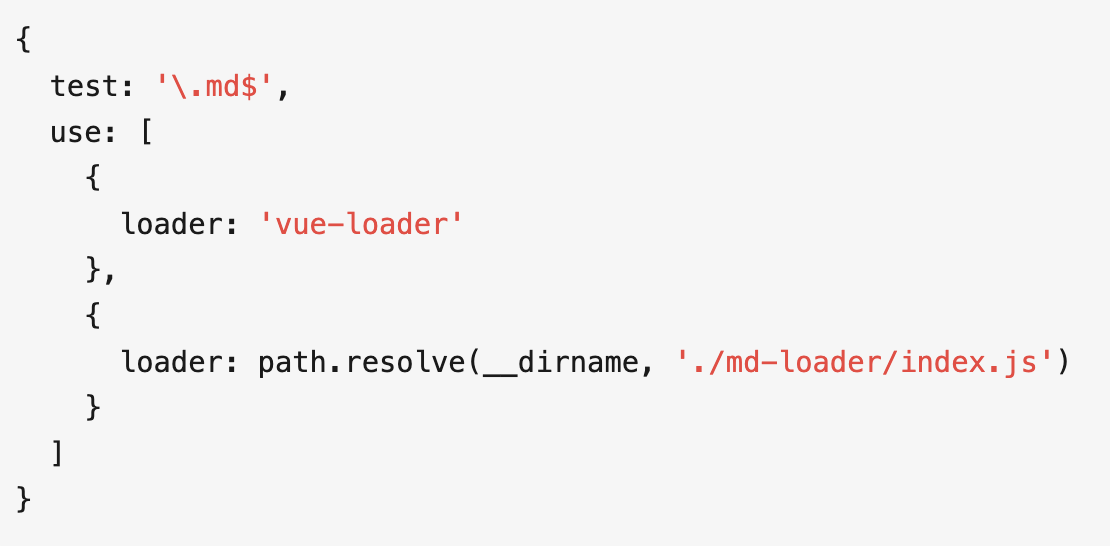 {
  test: '\.md$',
  use: [
    {
      loader: 'vue-loader'
    },
    {
      loader: path.resolve(__dirname, './md-loader/index.js')
    }
  ]
}